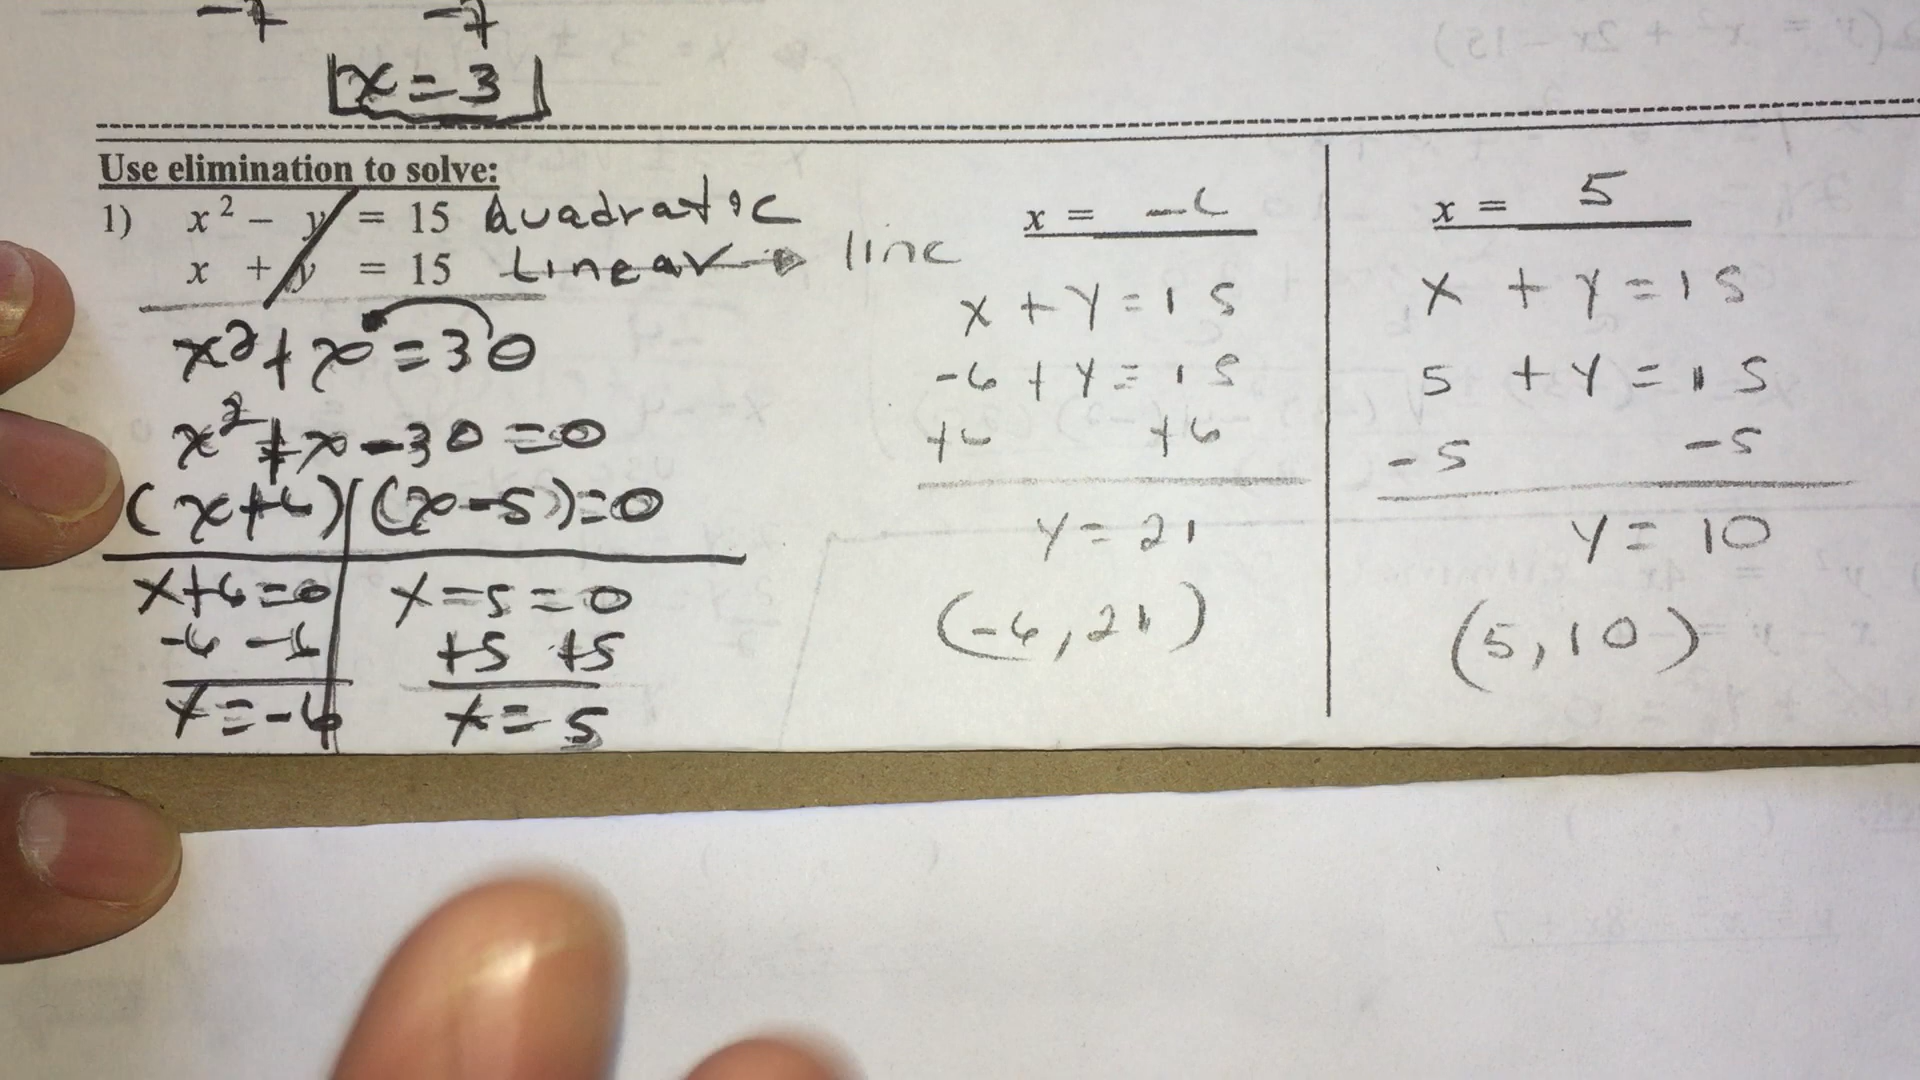 -7 -7
x = 3
Use elimination to solve:
1) x² - y = 15 Quadratic
x + y = 15 Linear → line
x² + x = 30
x² + x - 30 = 0
(x+6) (x-5) = 0
x+6=0 x-5=0
-6 -6 +5 +5
x=-6 x=5
x = -6
x + y = 15
-6 + y = 15
+6 +6
y = 21
(-6, 21)
x = 5
x + y = 15
5 + y = 15
-5 -5
y = 10
(5, 10)